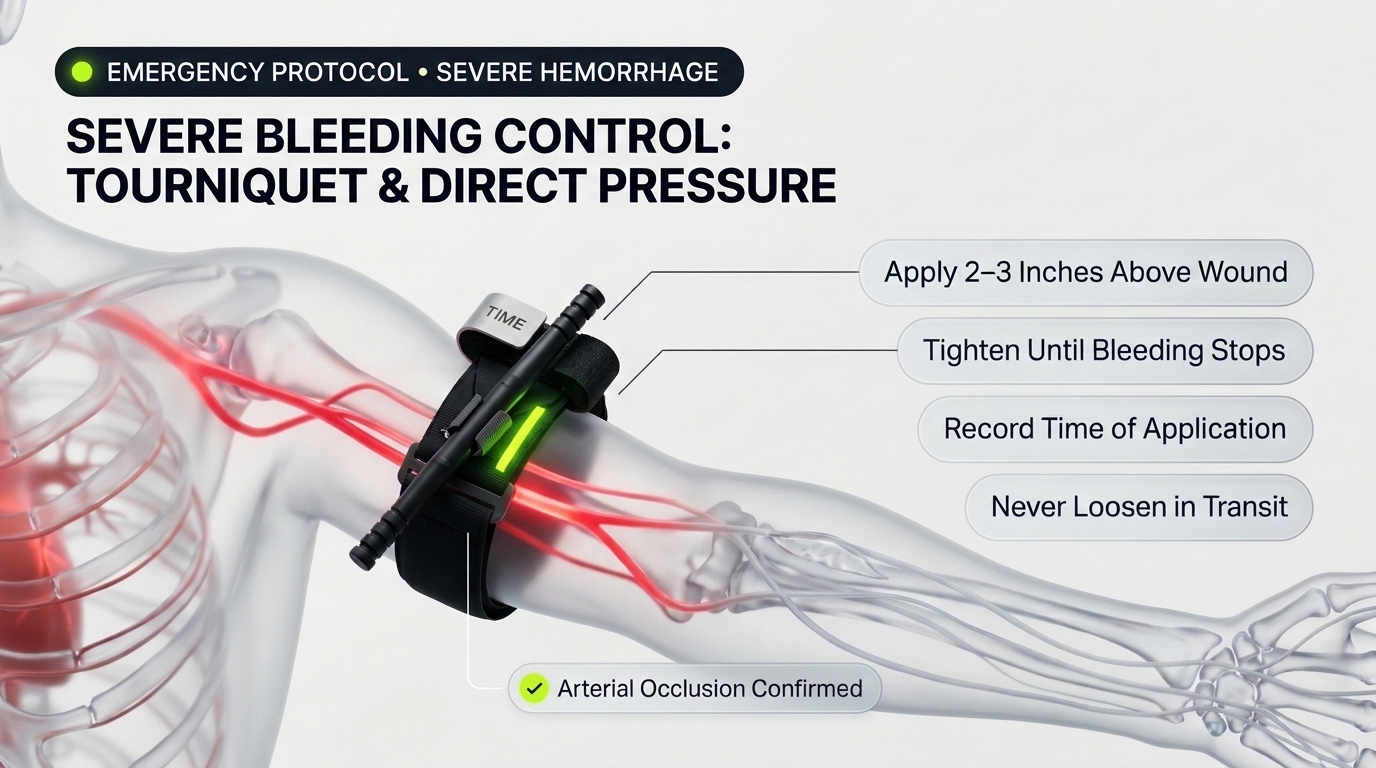 EMERGENCY PROTOCOL • SEVERE HEMORRHAGE
SEVERE BLEEDING CONTROL:
TOURNIQUET & DIRECT PRESSURE
TIME
Apply 2–3 Inches Above Wound
Tighten Until Bleeding Stops
Record Time of Application
Never Loosen in Transit
Arterial Occlusion Confirmed